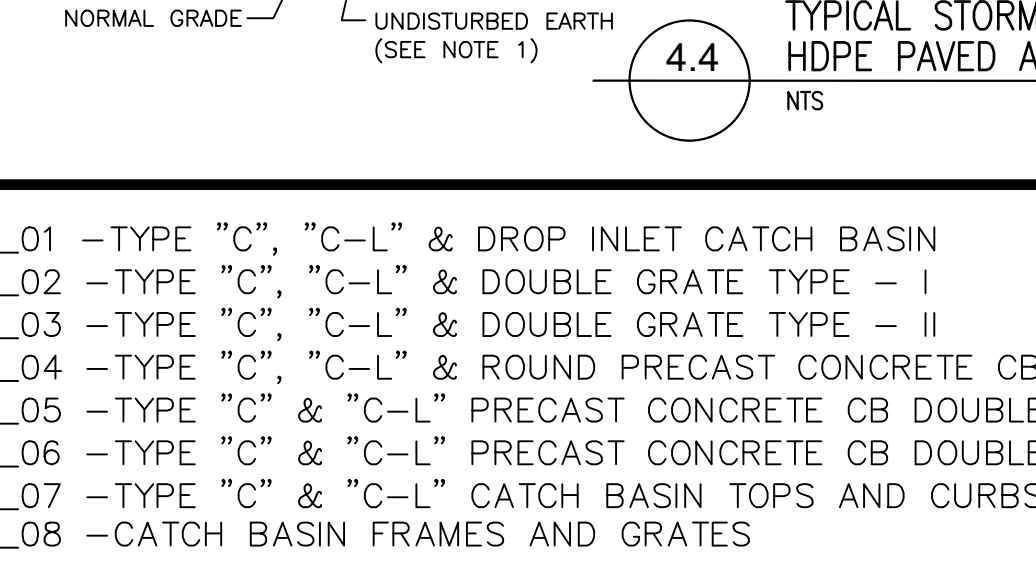 NORMAL GRADE
UNDISTURBED EARTH
(SEE NOTE 1)
4.4
TYPICAL STORM
HDPE PAVED A
NTS
_01 –TYPE "C", "C–L" & DROP INLET CATCH BASIN
_02 –TYPE "C", "C–L" & DOUBLE GRATE TYPE – I
_03 –TYPE "C", "C–L" & DOUBLE GRATE TYPE – II
_04 –TYPE "C", "C–L" & ROUND PRECAST CONCRETE CB
_05 –TYPE "C" & "C–L" PRECAST CONCRETE CB DOUBLE
_06 –TYPE "C" & "C–L" PRECAST CONCRETE CB DOUBLE
_07 –TYPE "C" & "C–L" CATCH BASIN TOPS AND CURBS
_08 –CATCH BASIN FRAMES AND GRATES